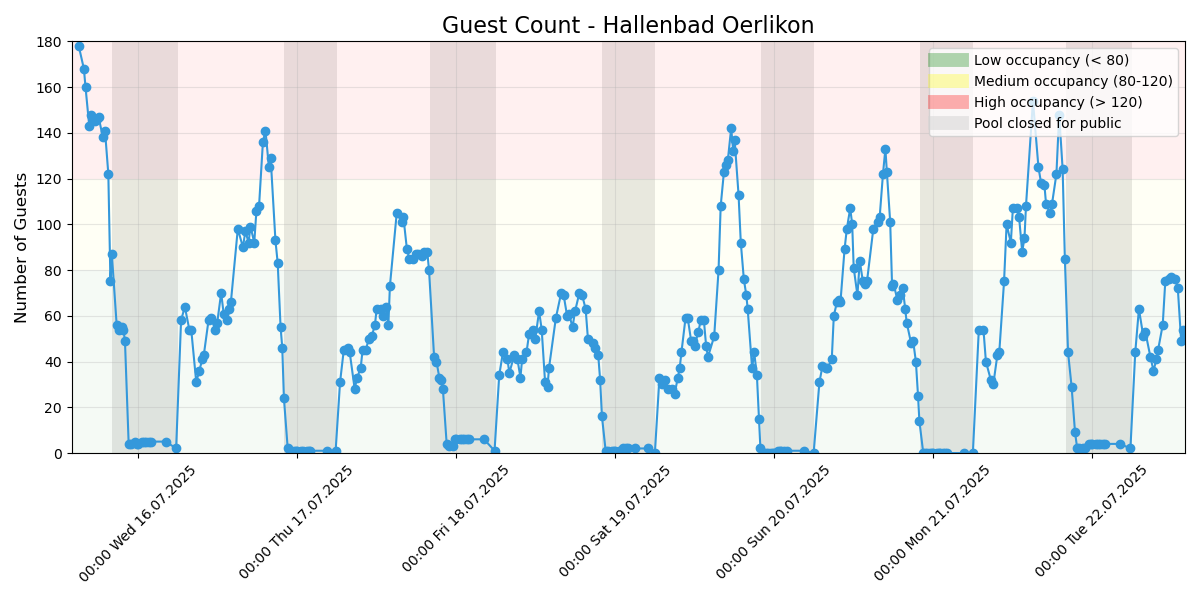 Guest Count - Hallenbad Oerlikon
Number of Guests
180
160
140
120
100
80
60
40
20
0
Low occupancy (< 80)
Medium occupancy (80-120)
High occupancy (> 120)
Pool closed for public
00:00 Wed 16.07.2025
00:00 Thu 17.07.2025
00:00 Fri 18.07.2025
00:00 Sat 19.07.2025
00:00 Sun 20.07.2025
00:00 Mon 21.07.2025
00:00 Tue 22.07.2025